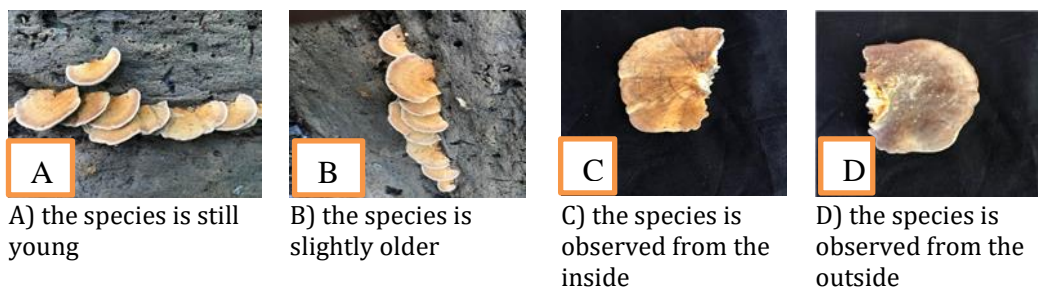 A
B
C
D
A) the species is still
young
B) the species is
slightly older
C) the species is
observed from the
inside
D) the species is
observed from the
outside